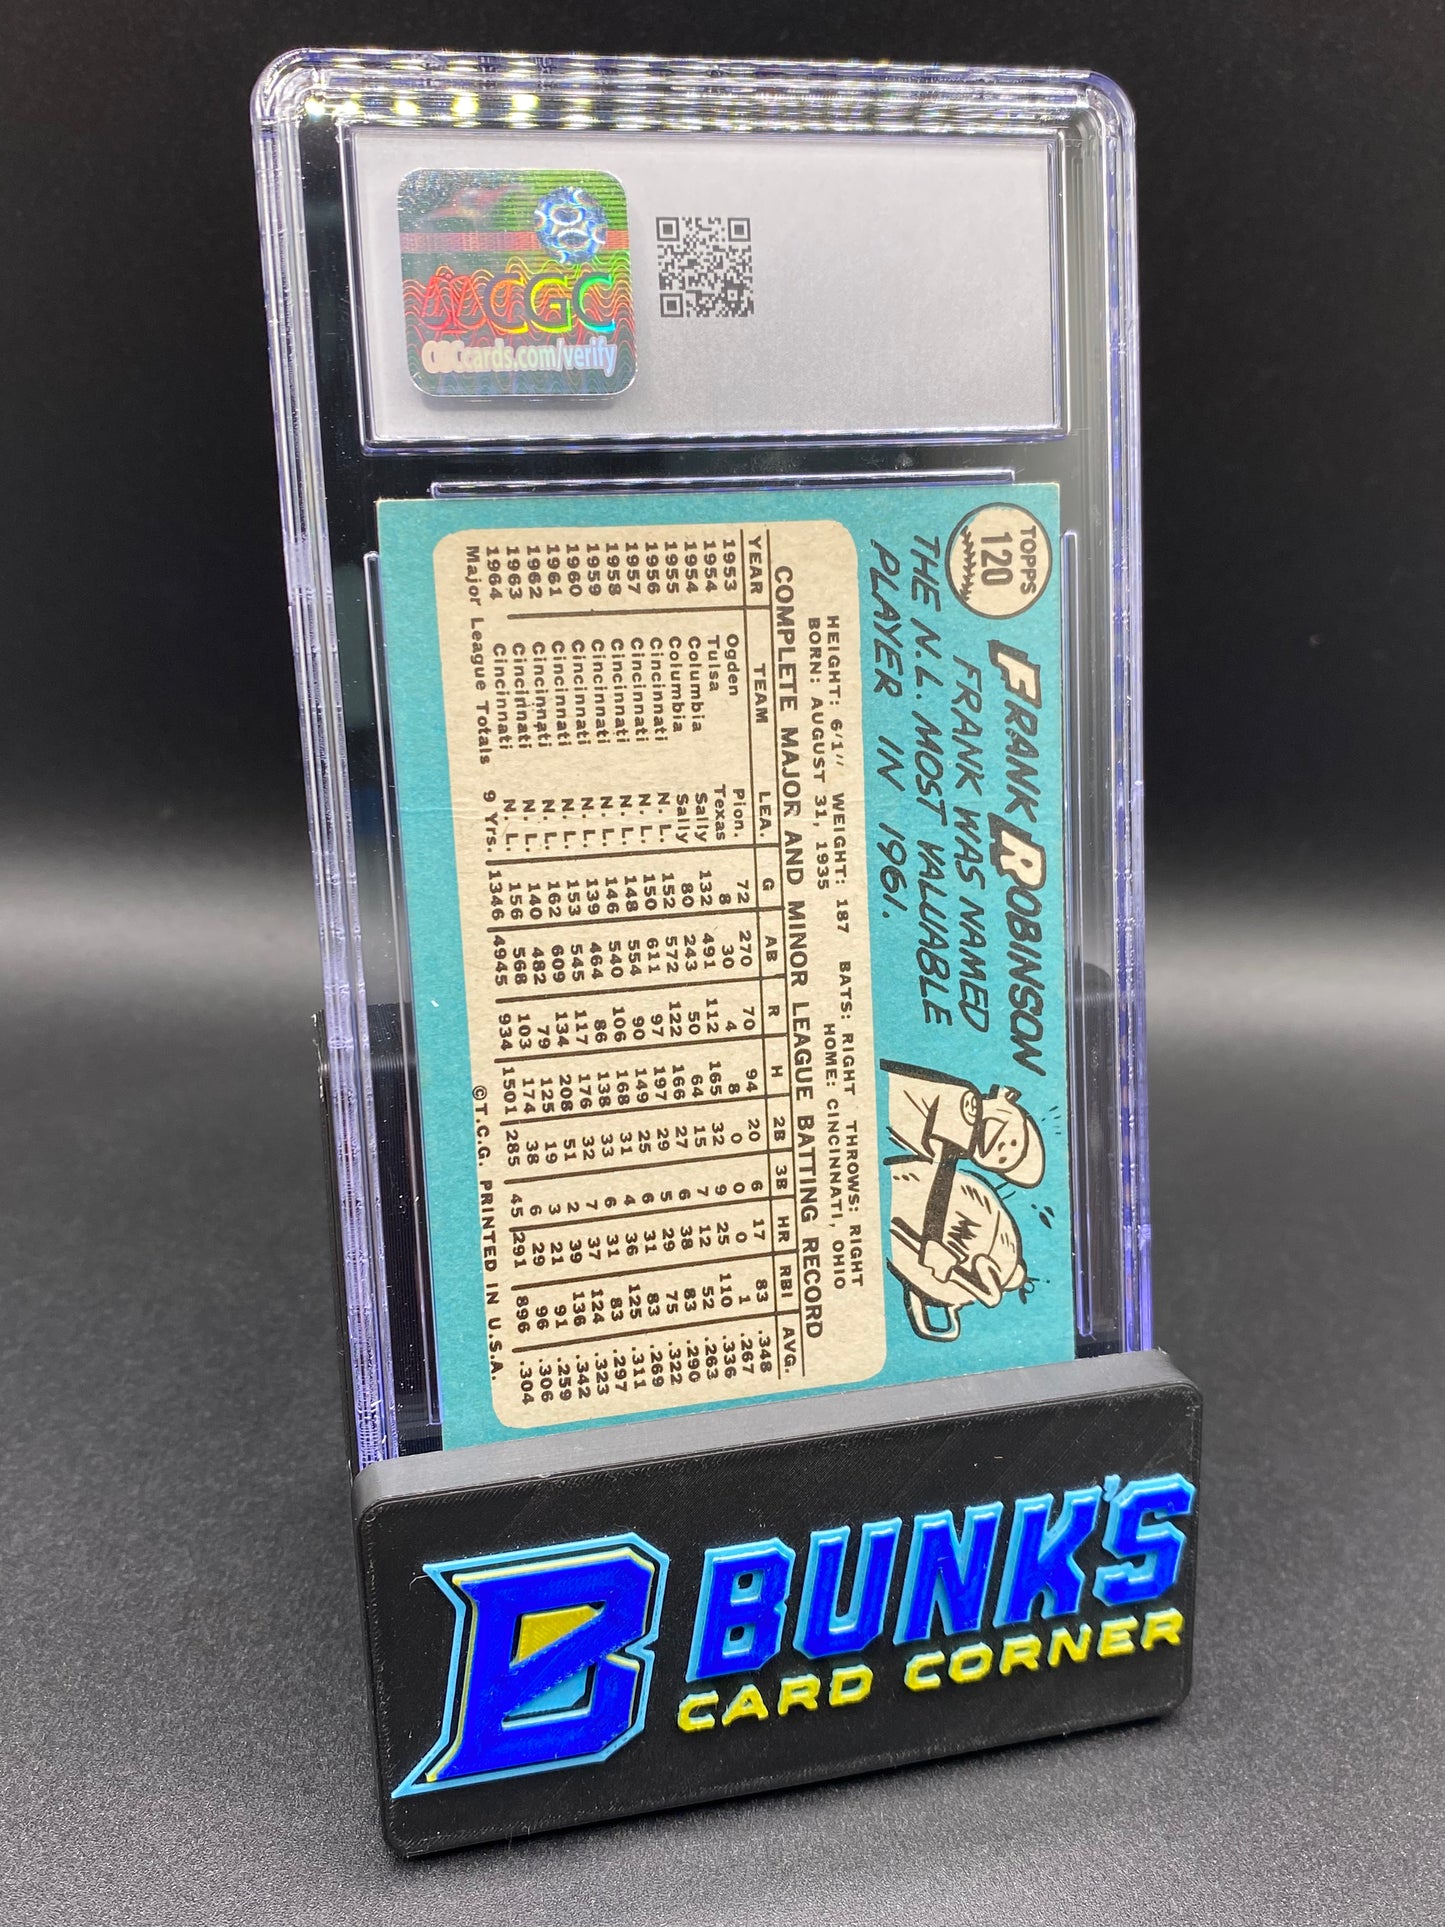 CGC
CGCcards.com/verify
TOPPS
120
FRANK ROBINSON
FRANK WAS NAMED
THE N.L. MOST VALUABLE
PLAYER IN 1961.
MVP
HEIGHT: 6'1" WEIGHT: 187 BATS: RIGHT THROWS: RIGHT
BORN: AUGUST 31, 1935 HOME: CINCINNATI, OHIO
COMPLETE MAJOR AND MINOR LEAGUE BATTING RECORD
YEAR TEAM LEA. G AB R H 2B 3B HR RBI AVG.
1953 Ogden Pion. 72 270 70 94 20 6 17 83 .348
1954 Tulsa Texas 8 30 4 8 0 0 0 1 .267
1954 Columbia Sally 132 491 112 165 32 9 25 110 .336
1955 Columbia Sally 80 243 50 64 15 7 12 52 .263
1956 Cincinnati N. L. 152 572 122 166 27 6 38 83 .290
1957 Cincinnati N. L. 150 611 97 197 29 5 29 75 .322
1958 Cincinnati N. L. 148 554 90 149 25 6 31 83 .269
1959 Cincinnati N. L. 146 540 106 168 31 4 36 125 .311
1960 Cincinnati N. L. 139 464 86 138 33 6 31 83 .297
1961 Cincinnati N. L. 153 545 117 176 32 7 37 124 .323
1962 Cincinnati N. L. 162 609 134 208 51 2 39 136 .342
1963 Cincinnati N. L. 140 482 79 125 19 3 21 91 .259
1964 Cincinnati N. L. 156 568 103 174 38 6 29 96 .306
Major League Totals 9 Yrs. 1346 4945 934 1501 285 45 291 896 .304
©T.C.G. PRINTED IN U.S.A.
B BUNK'S
CARD CORNER